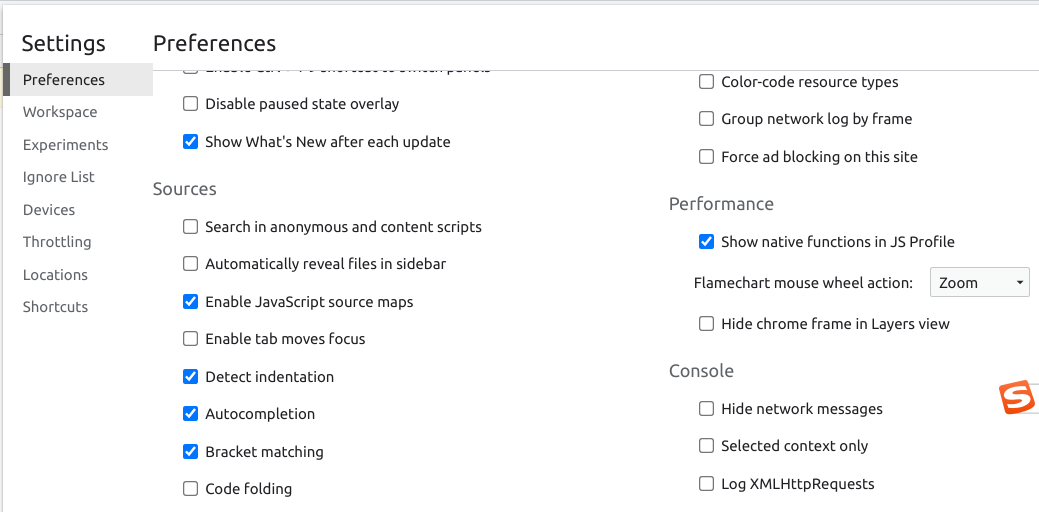 Settings
Preferences
Workspace
Experiments
Ignore List
Devices
Throttling
Locations
Shortcuts
Preferences
Disable paused state overlay
Show What's New after each update
Sources
Search in anonymous and content scripts
Automatically reveal files in sidebar
Enable JavaScript source maps
Enable tab moves focus
Detect indentation
Autocompletion
Bracket matching
Code folding
Color-code resource types
Group network log by frame
Force ad blocking on this site
Performance
Show native functions in JS Profile
Flamechart mouse wheel action: Zoom
Hide chrome frame in Layers view
Console
Hide network messages
Selected context only
Log XMLHttpRequests